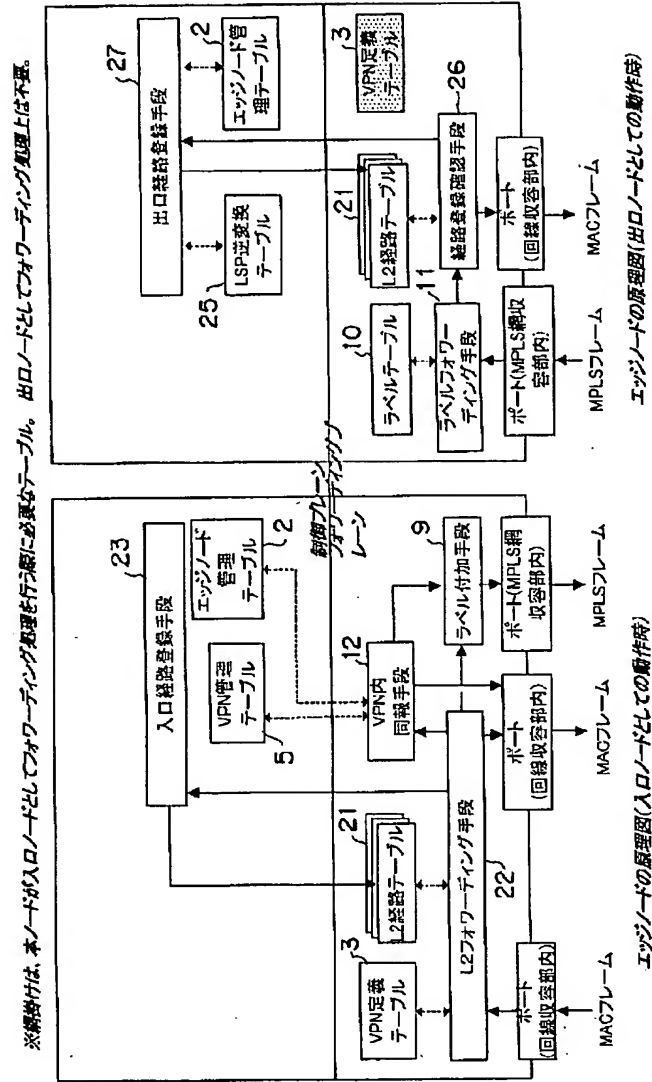 ※網掛けは、本ノードが入口ノードとしてフォワーディング処理を行う際に必要なテーブル。 出口ノードとしてフォワーディング処理上は不要。
23
入口経路登録手段
エッジノード
管理
テーブル
2
VPN管理
テーブル
5
制御プレーン
フォワーディングプ
レーン
3
VPN定義
テーブル
21
L2経路テーブル
12
VPN内
同報手段
9
ラベル付加手段
L2フォワーディング手段
22
ポート
(回線収容部内)
ポート
(回線収容部内)
ポート(MPLS網
収容部内)
MACフレーム
MACフレーム
MPLSフレーム
エッジノードの原理図(入口ノードとしての動作時)
27
出口経路登録手段
25
LSP逆変換
テーブル
エッジノード管
理テーブル
2
10
ラベルテーブル
21
L2経路テーブル
VPN定義
テーブル
3
ラベルフォワー
ディング手段
11
経路登録確認手段
26
ポート(MPLS網収
容部内)
ポート
(回線収容部内)
MPLSフレーム
MACフレーム
エッジノードの原理図(出口ノードとしての動作時)